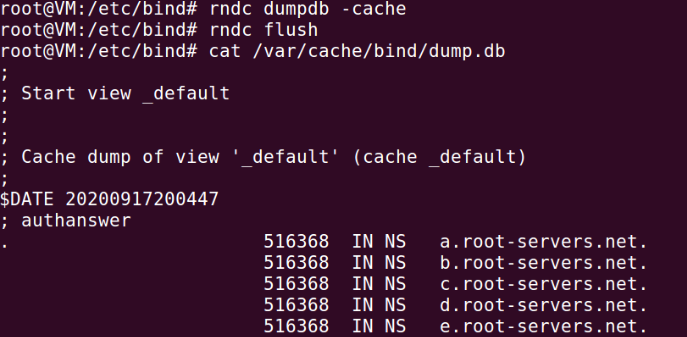 root@VM:/etc/bind# rndc dumpdb -cache
root@VM:/etc/bind# rndc flush
root@VM:/etc/bind# cat /var/cache/bind/dump.db
;
; Start view _default
;
;
; Cache dump of view '_default' (cache _default)
;
$DATE 20200917200447
; authanswer
.                       516368  IN NS   a.root-servers.net.
                        516368  IN NS   b.root-servers.net.
                        516368  IN NS   c.root-servers.net.
                        516368  IN NS   d.root-servers.net.
                        516368  IN NS   e.root-servers.net.